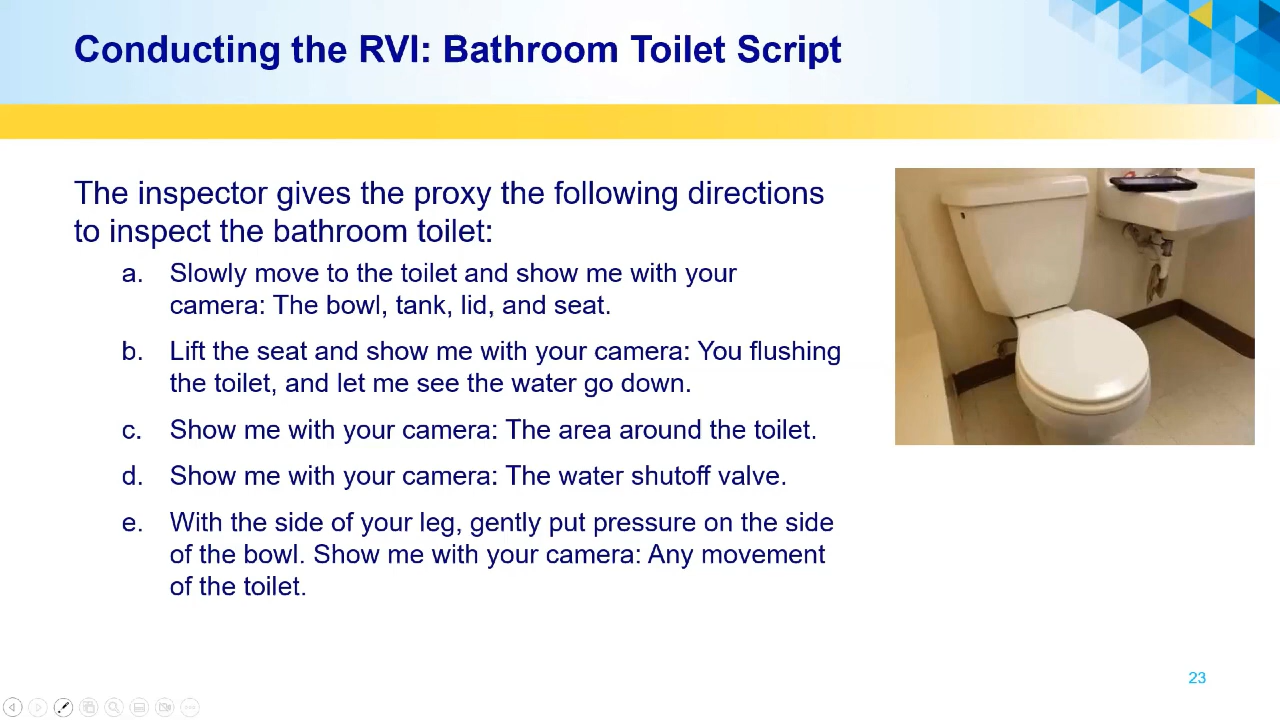 Conducting the RVI: Bathroom Toilet Script
The inspector gives the proxy the following directions
to inspect the bathroom toilet:
a. Slowly move to the toilet and show me with your
camera: The bowl, tank, lid, and seat.
b. Lift the seat and show me with your camera: You flushing
the toilet, and let me see the water go down.
c. Show me with your camera: The area around the toilet.
d. Show me with your camera: The water shutoff valve.
e. With the side of your leg, gently put pressure on the side
of the bowl. Show me with your camera: Any movement
of the toilet.
23